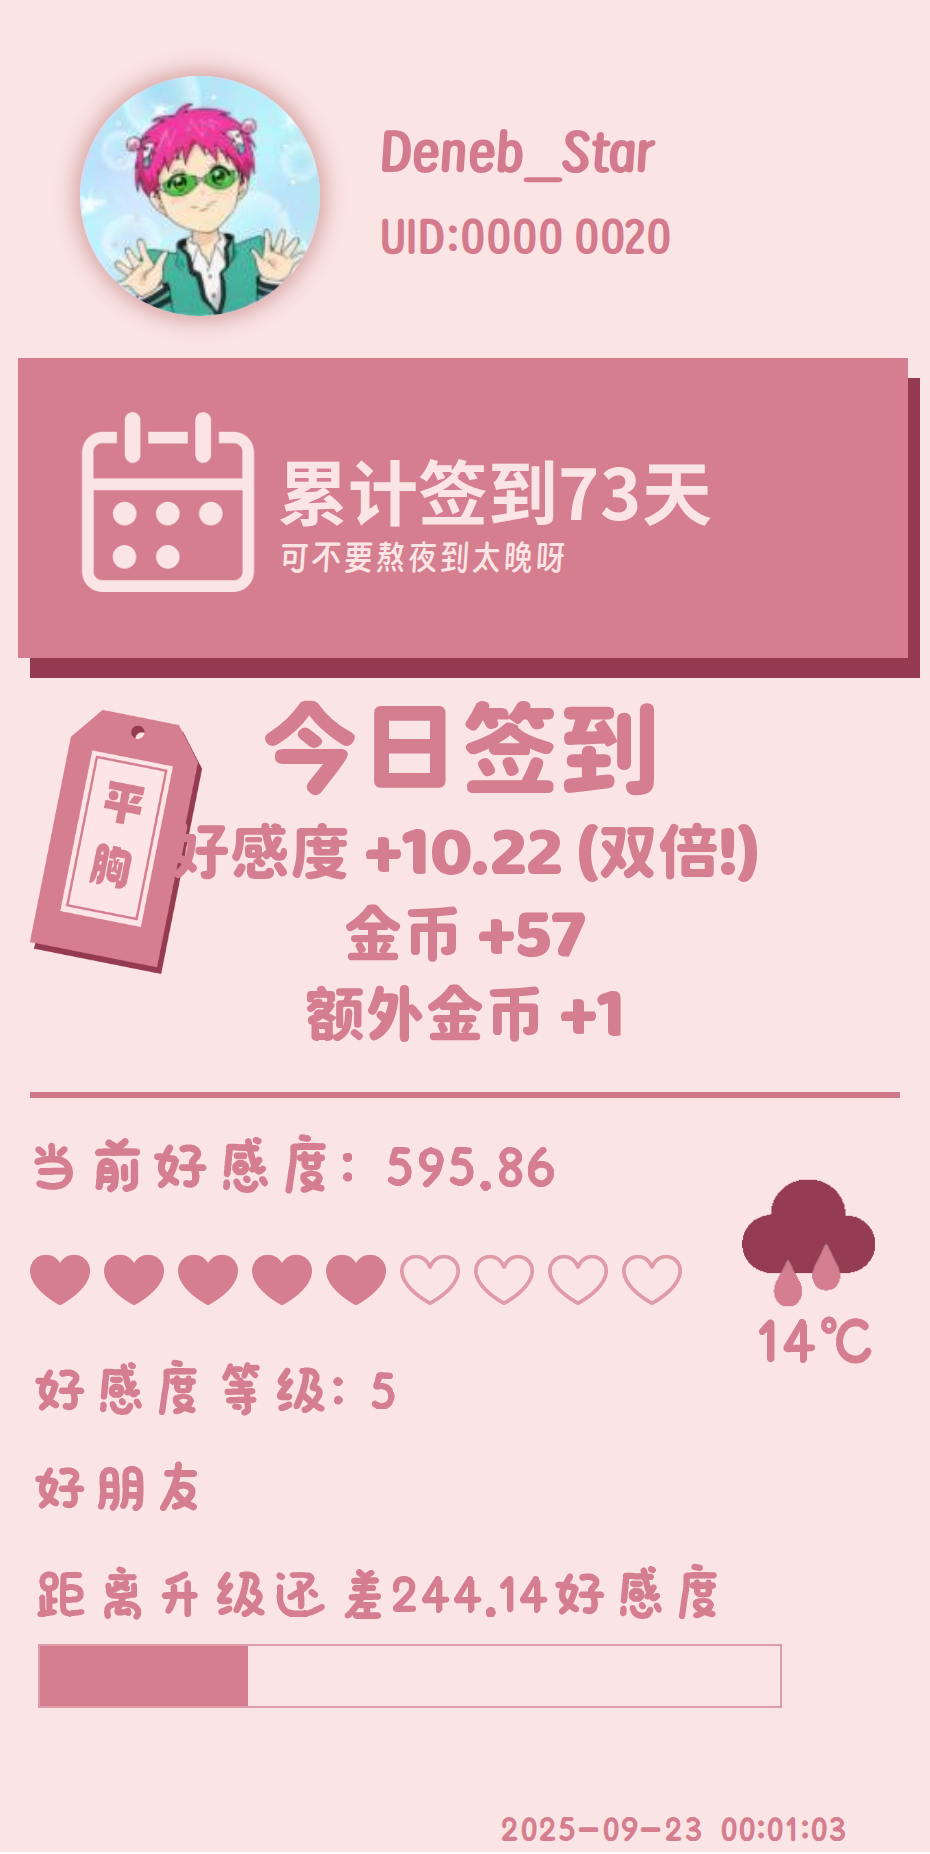 Deneb_Star
UID:0000 0020
累计签到73天
可不要熬夜到太晚呀
今日签到
平
胸
好感度 +10.22 (双倍!)
金币 +57
额外金币 +1
当前好感度：595.86
14℃
好感度等级：5
好朋友
距离升级还差244.14好感度
2025-09-23 00:01:03